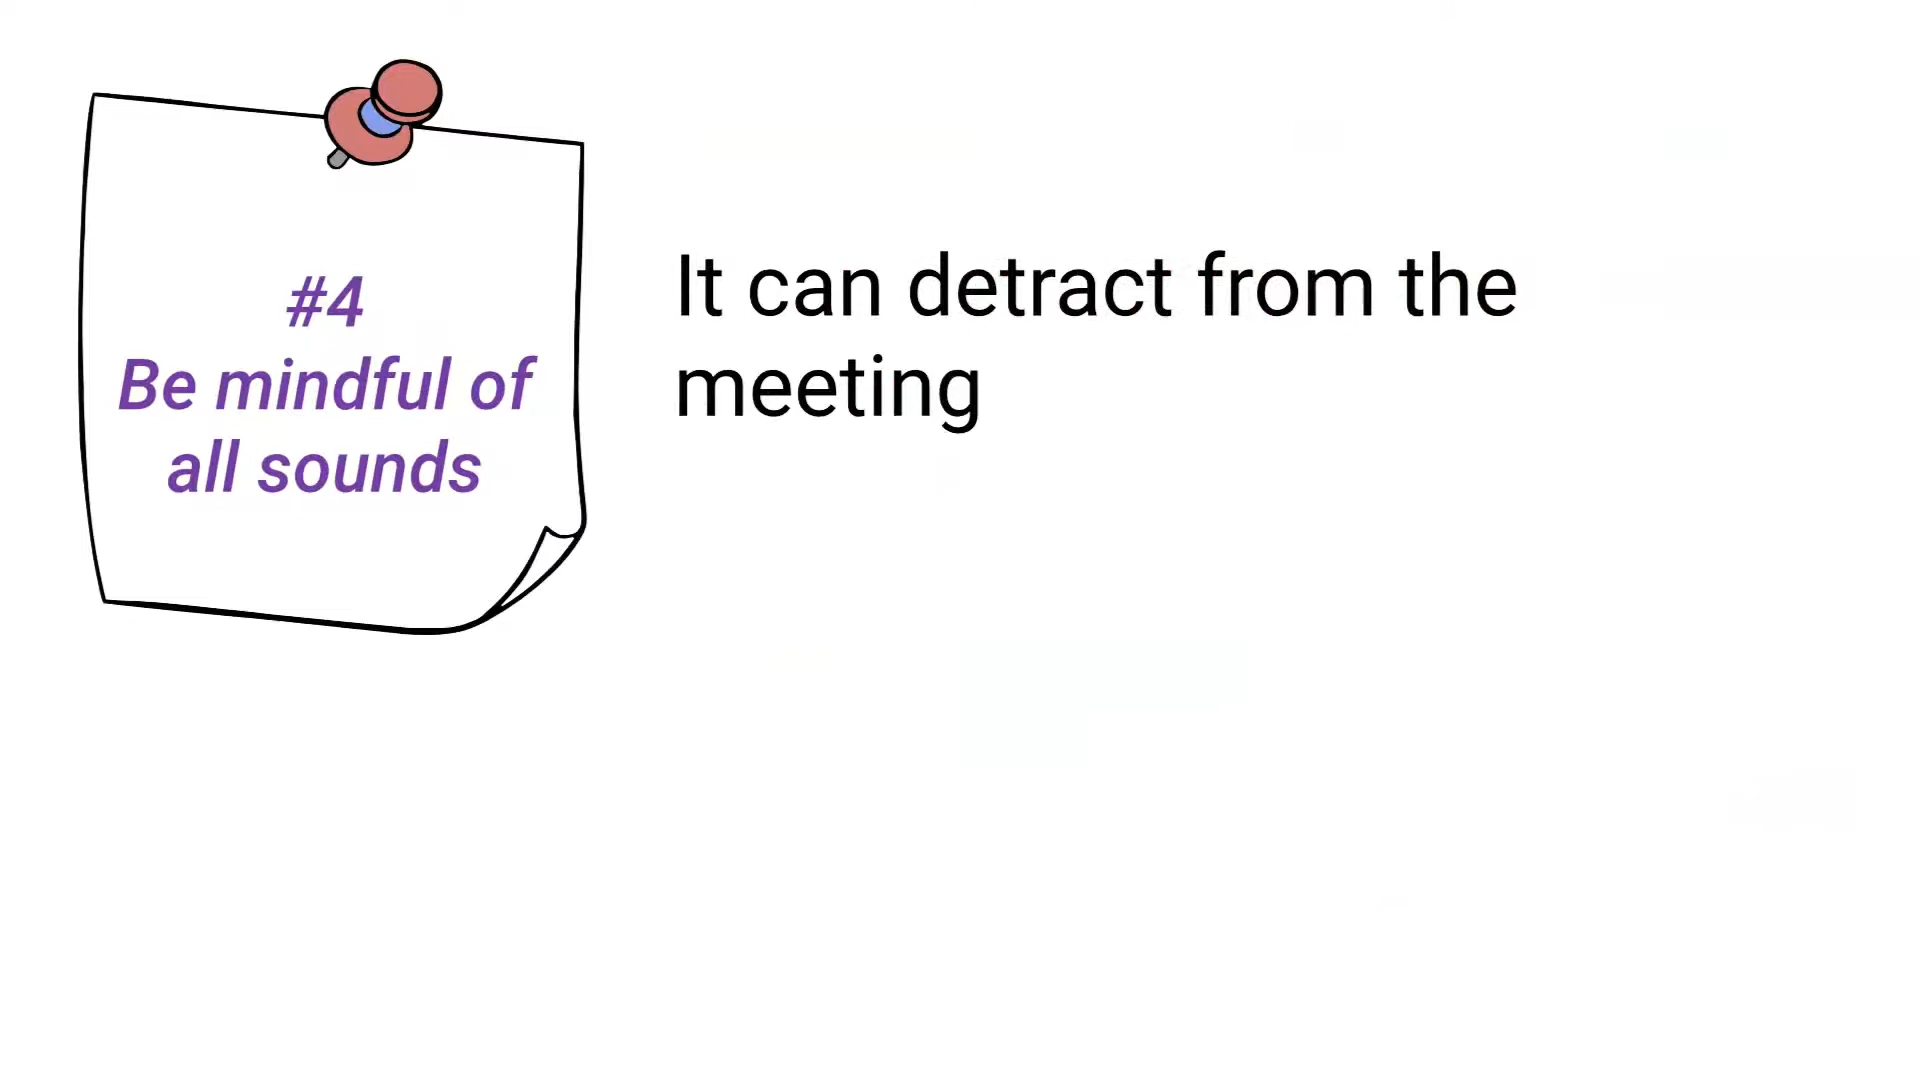 #4
Be mindful of
all sounds
It can detract from the
meeting